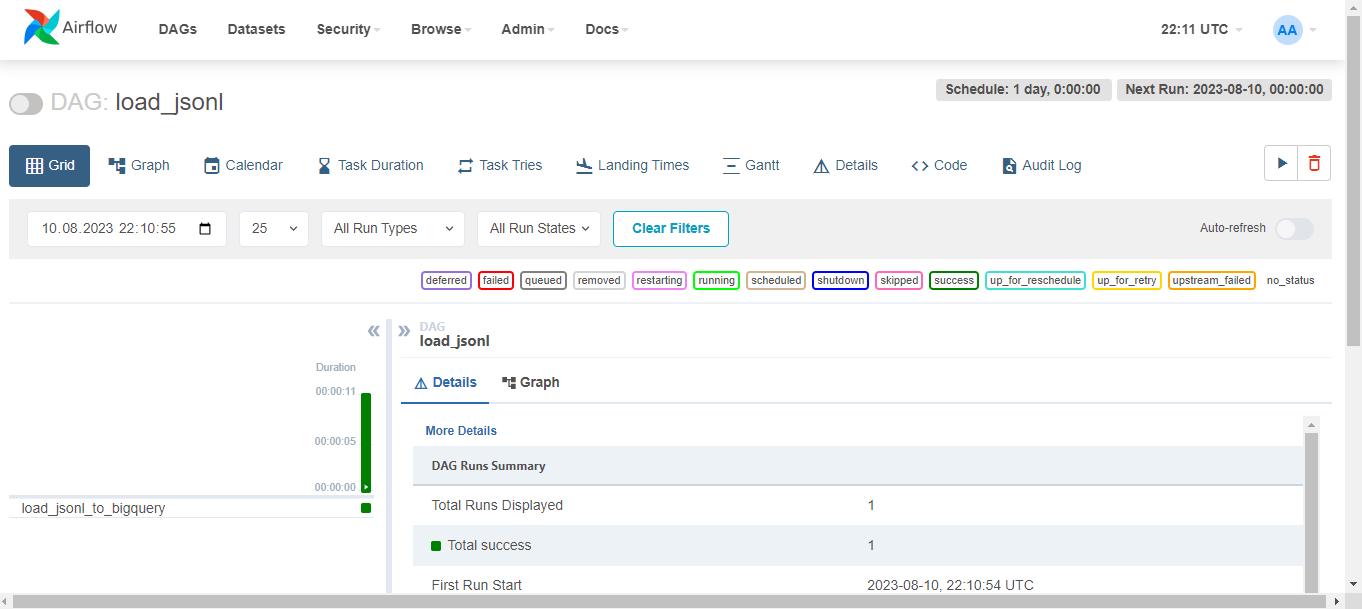 Airflow DAGs Datasets Security Browse Admin Docs 22:11 UTC AA
DAG: load_jsonl Schedule: 1 day, 0:00:00 Next Run: 2023-08-10, 00:00:00
Grid Graph Calendar Task Duration Task Tries Landing Times Gantt Details Code Audit Log
10.08.2023 22:10:55 25 All Run Types All Run States Clear Filters Auto-refresh
deferred failed queued removed restarting running scheduled shutdown skipped success up_for_reschedule up_for_retry upstream_failed no_status
Duration
00:00:11
00:00:05
00:00:00
load_jsonl_to_bigquery
DAG
load_jsonl
Details Graph
More Details
DAG Runs Summary
Total Runs Displayed 1
Total success 1
First Run Start 2023-08-10, 22:10:54 UTC